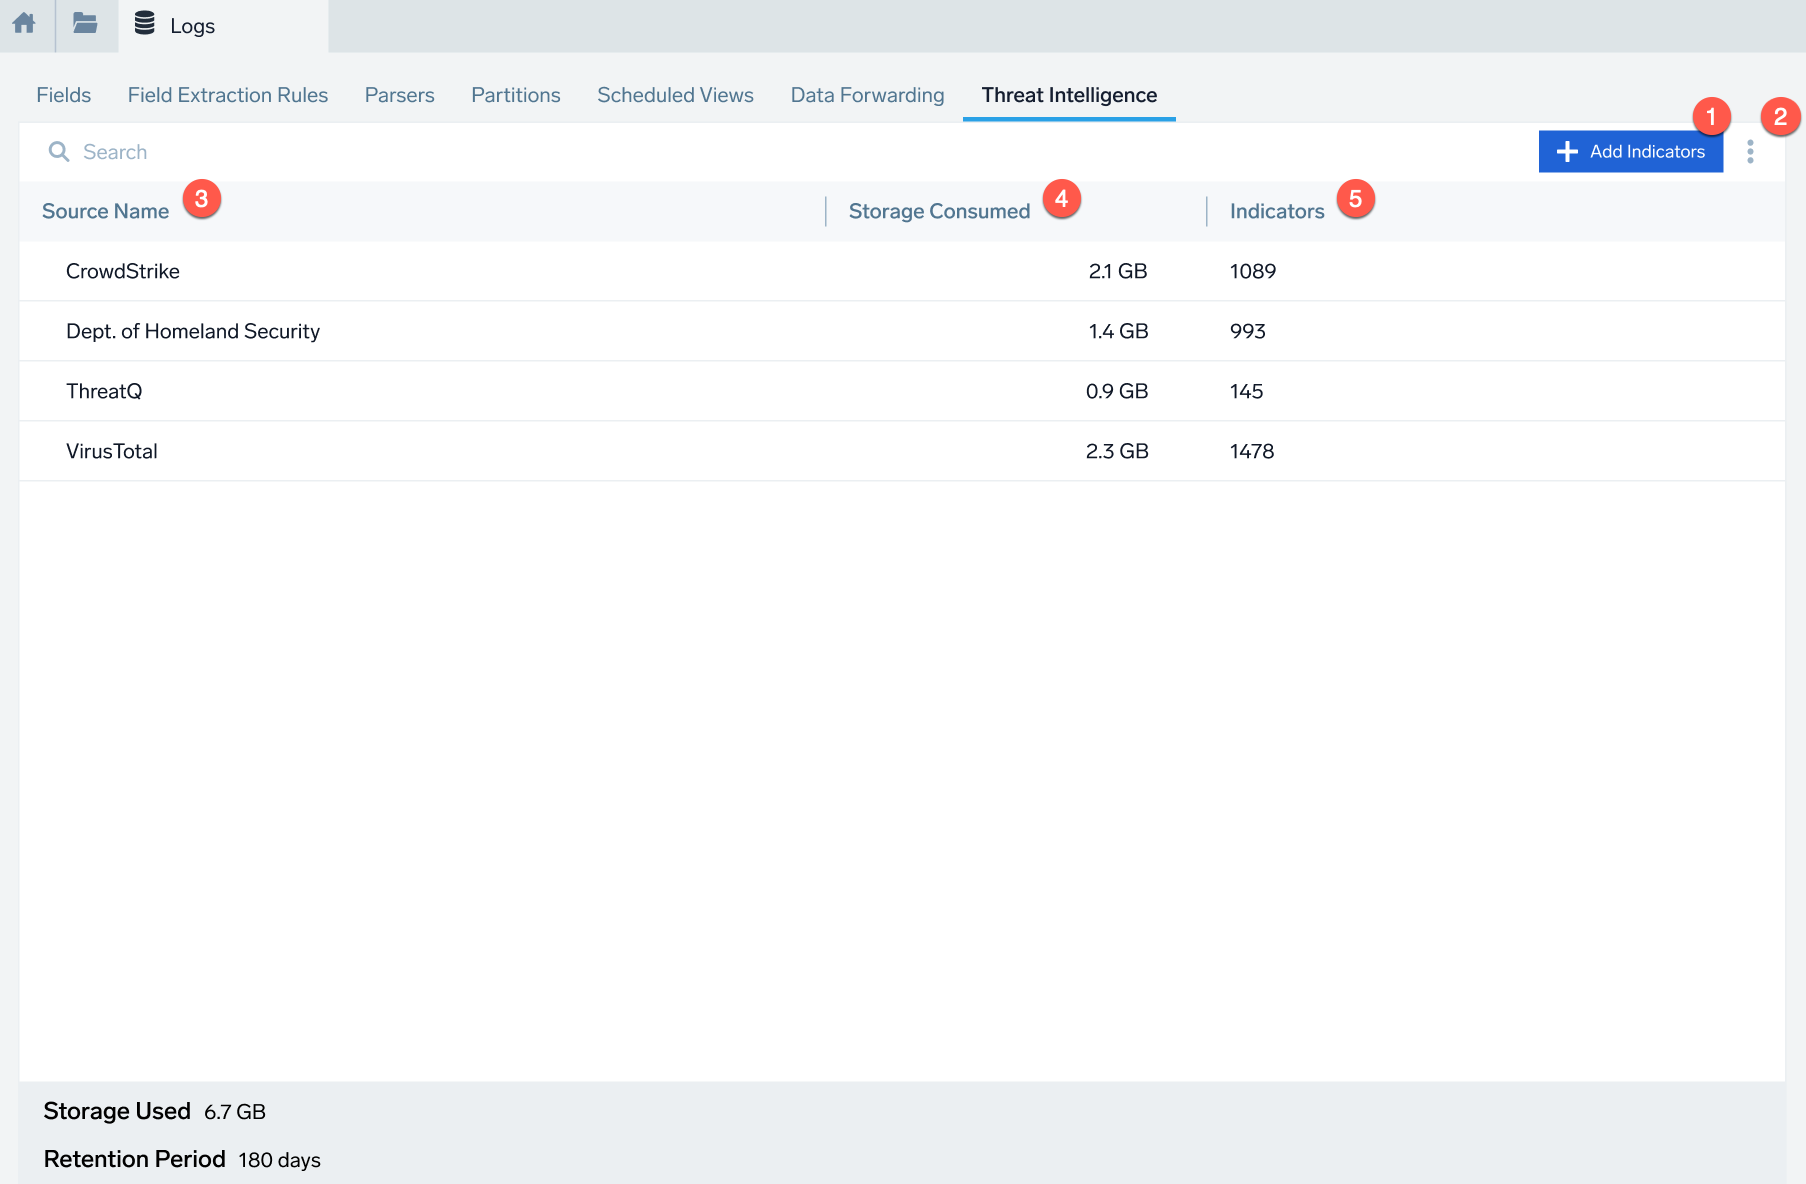 Logs
Fields Field Extraction Rules Parsers Partitions Scheduled Views Data Forwarding Threat Intelligence
1 2
Search Add Indicators
Source Name 3 Storage Consumed 4 Indicators 5
CrowdStrike 2.1 GB 1089
Dept. of Homeland Security 1.4 GB 993
ThreatQ 0.9 GB 145
VirusTotal 2.3 GB 1478
Storage Used 6.7 GB
Retention Period 180 days